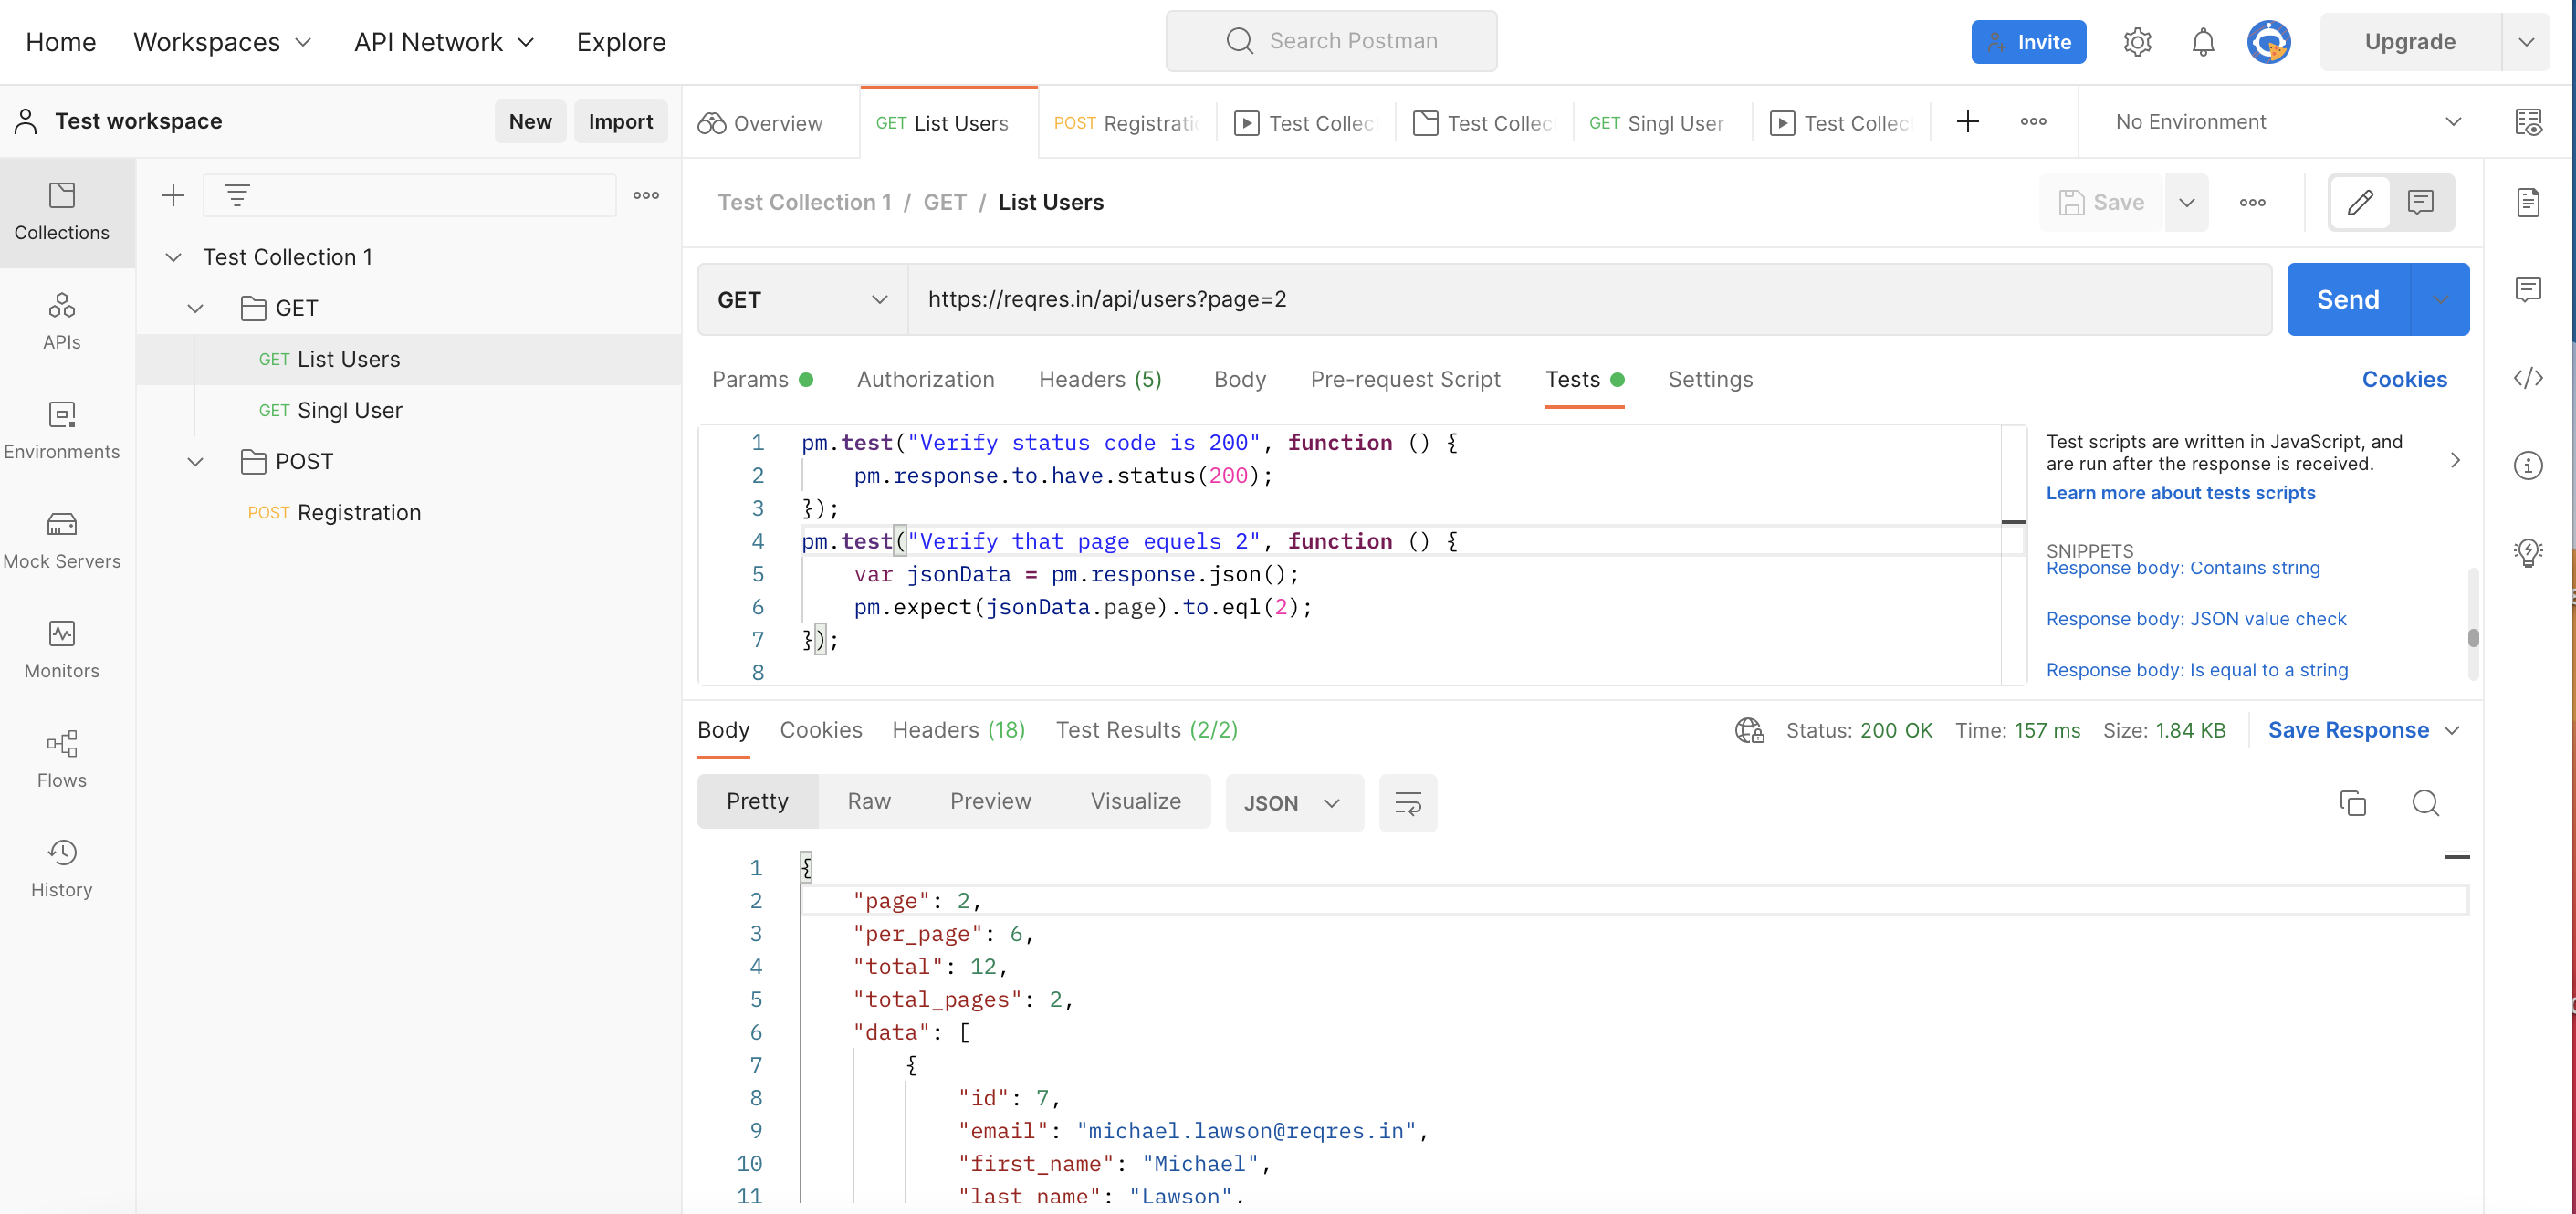 Home Workspaces API Network Explore Search Postman Invite Upgrade
Test workspace New Import
Overview GET List Users POST Registratic Test Collec Test Collec GET Singl User Test Collec No Environment
Collections
APIs
Environments
Mock Servers
Monitors
Flows
History
Test Collection 1
GET
GET List Users
GET Singl User
POST
POST Registration
Test Collection 1 / GET / List Users Save
GET https://reqres.in/api/users?page=2 Send
Params Authorization Headers (5) Body Pre-request Script Tests Settings Cookies
1 pm.test("Verify status code is 200", function () {
2 pm.response.to.have.status(200);
3 });
4 pm.test("Verify that page equels 2", function () {
5 var jsonData = pm.response.json();
6 pm.expect(jsonData.page).to.eql(2);
7 });
8
Test scripts are written in JavaScript, and
are run after the response is received.
Learn more about tests scripts
SNIPPETS
Response body: Contains string
Response body: JSON value check
Response body: Is equal to a string
Body Cookies Headers (18) Test Results (2/2) Status: 200 OK Time: 157 ms Size: 1.84 KB Save Response
Pretty Raw Preview Visualize JSON
1 {
2 "page": 2,
3 "per_page": 6,
4 "total": 12,
5 "total_pages": 2,
6 "data": [
7 {
8 "id": 7,
9 "email": "michael.lawson@reqres.in",
10 "first_name": "Michael",
11 "last_name": "Lawson",